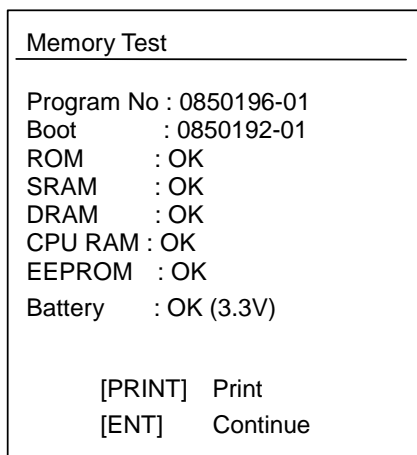 Memory Test
Program No : 0850196-01
Boot : 0850192-01
ROM : OK
SRAM : OK
DRAM : OK
CPU RAM : OK
EEPROM : OK
Battery : OK (3.3V)
[PRINT] Print
[ENT] Continue